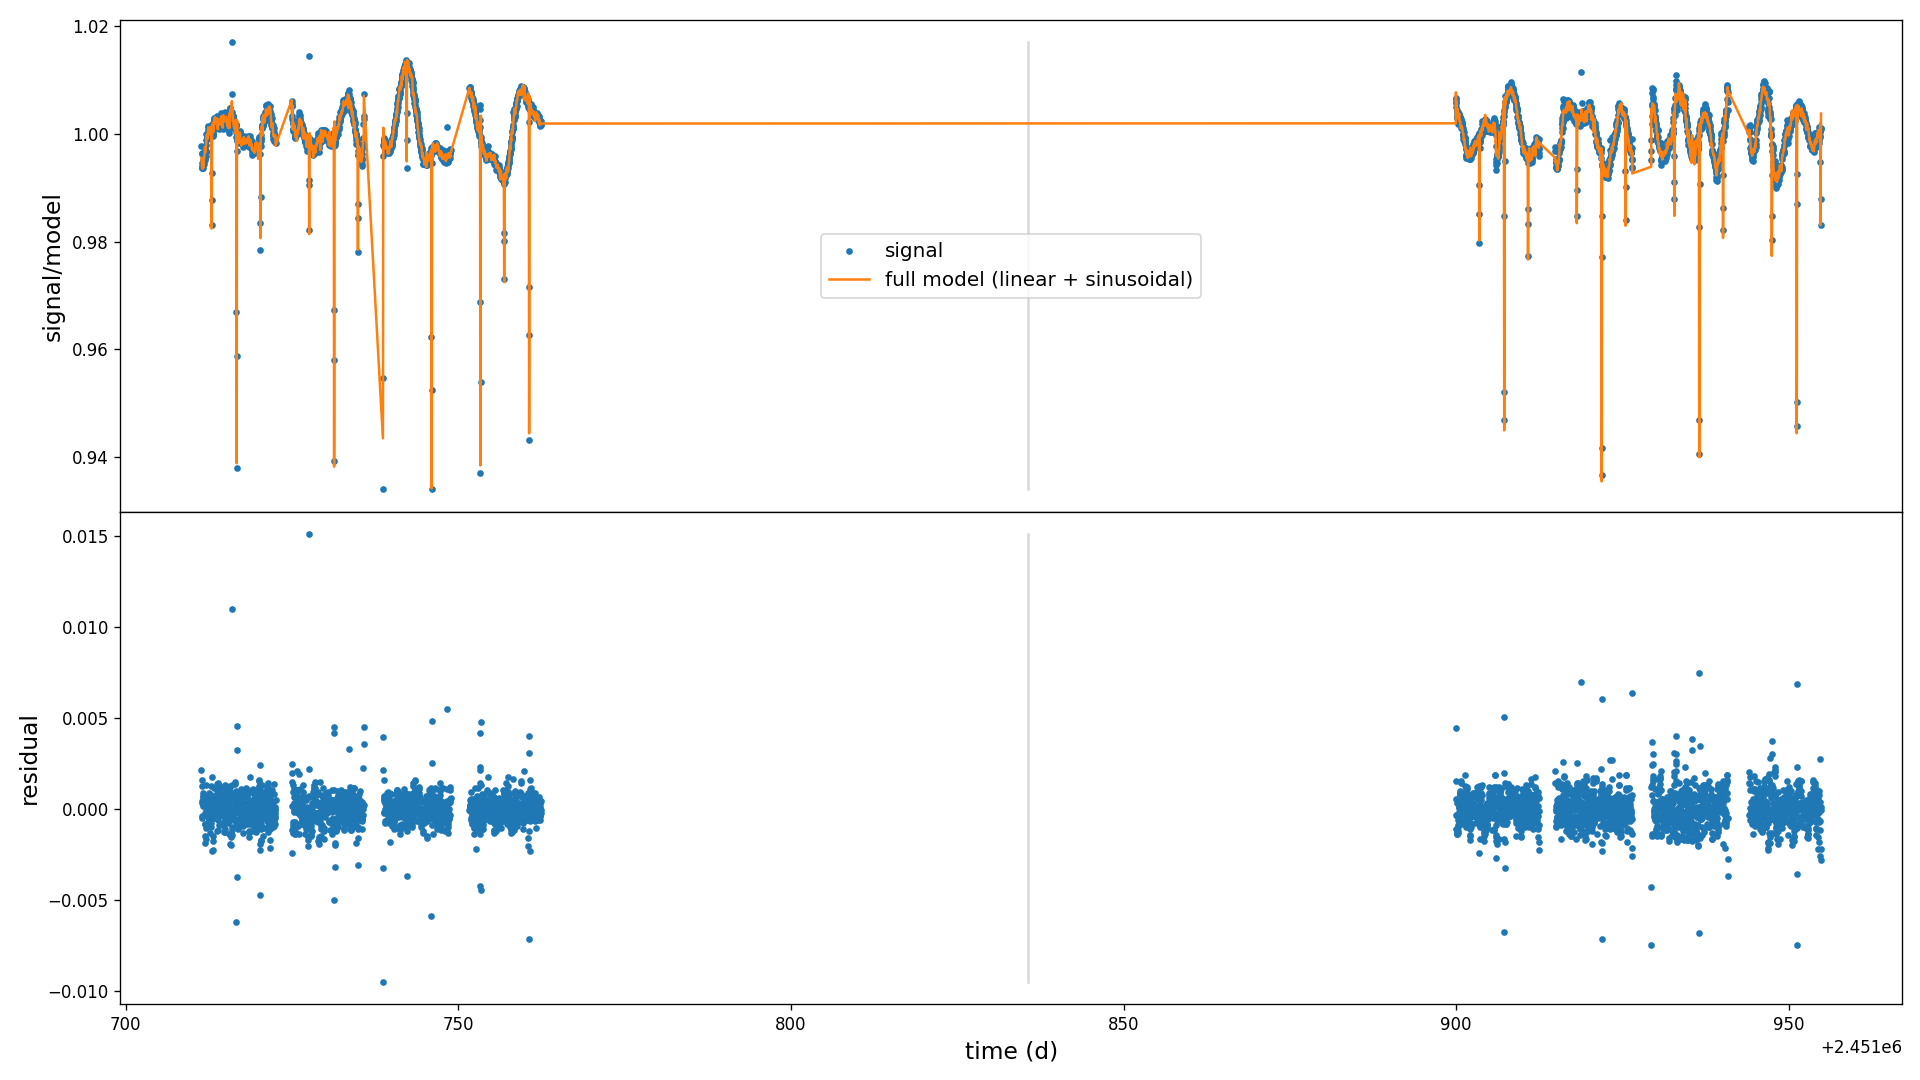 1.02
1.00
0.98
0.96
0.94
signal/model
signal
full model (linear + sinusoidal)
0.015
0.010
0.005
0.000
−0.005
−0.010
residual
700
750
800
850
900
950
time (d)
+2.451e6